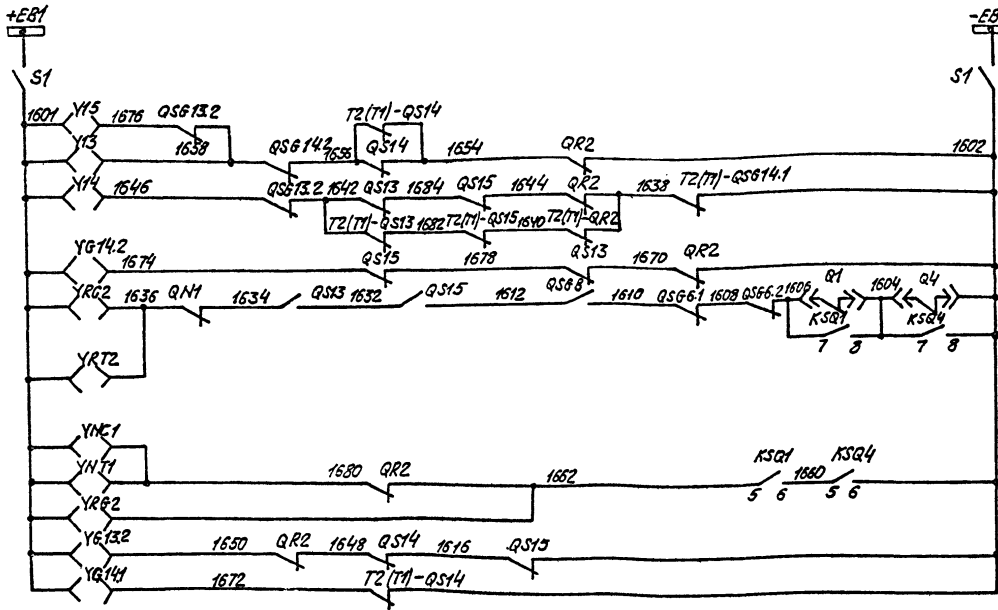 +EB1 -EB
S1 S1
T2(T1)-QS14
1601 Y15 1676 QSG13.2 1602
Y13 1658 QSG14.2 1656 QS14 1654 QR2
Y14 1646 QSG13.2 1642 QS13 1684 QS15 1644 QR2 1638 T2(T1)-QSG14.1
T2(T1)-QS13 1682 T2(T1)-QS15 1640 T2(T1)-QR2
YG14.2 1674 QS15 1678 QS13 1670 QR2
YRG2 1636 QN1 1634 QS13 1632 QS15 1612 QSG8 1610 QSG6.1 1608 QSG6.2 1606 Q1 1604 Q4
KSQ1 KSQ4
7 8 7 8
YRT2
YNC1
YNT1 1680 QR2 1662 KSQ1 1660 KSQ4
5 6 5 6
YRG2
YG13.2 1650 QR2 1648 QS14 1616 QS15
YG14.1 1672 T2(T1)-QS14